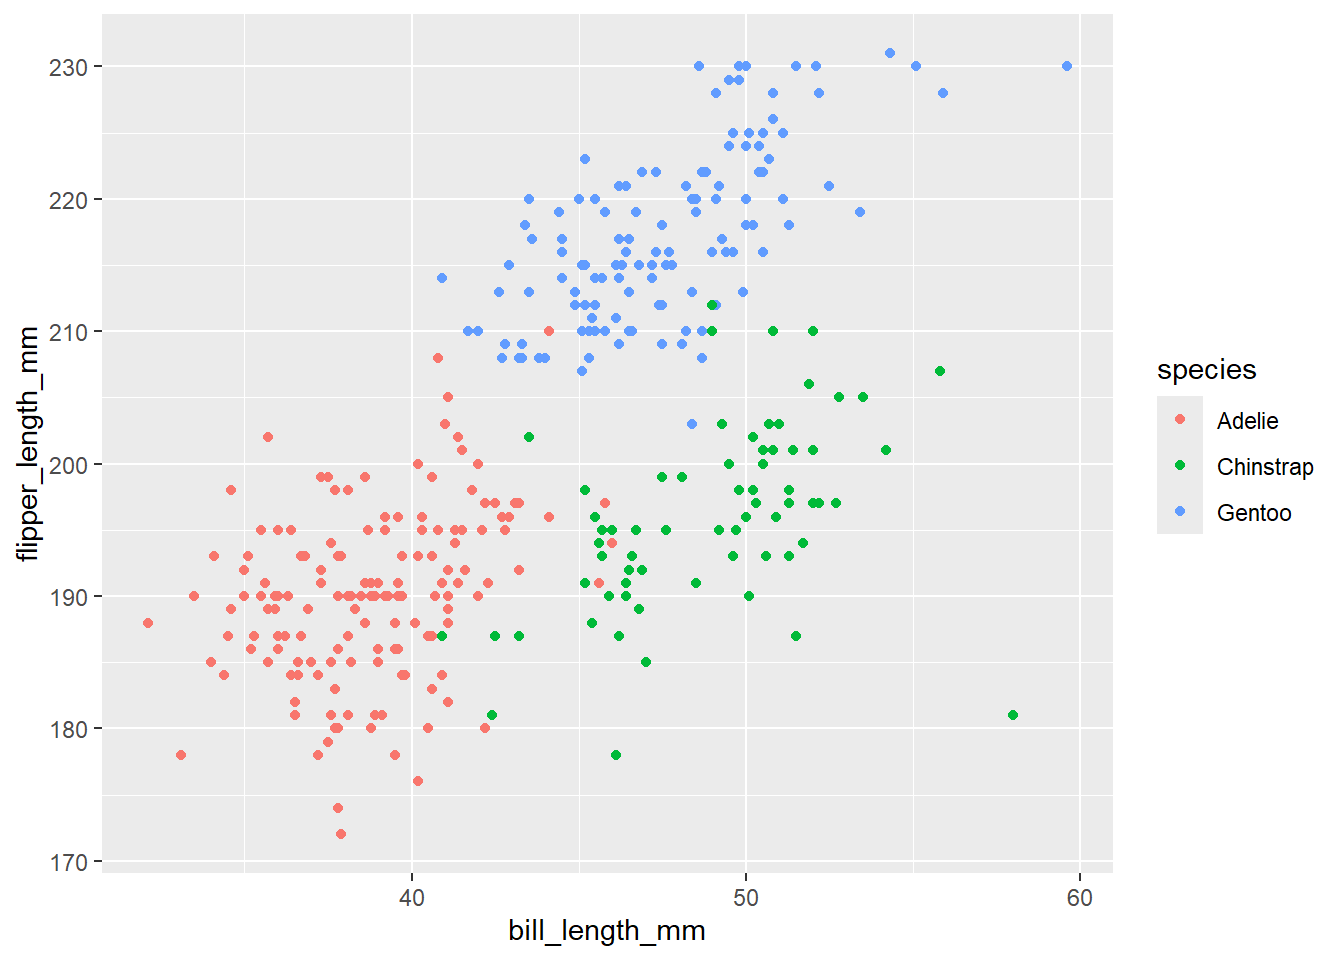 230
220
210
200
190
180
170
flipper_length_mm
40 50 60
bill_length_mm
species
Adelie
Chinstrap
Gentoo